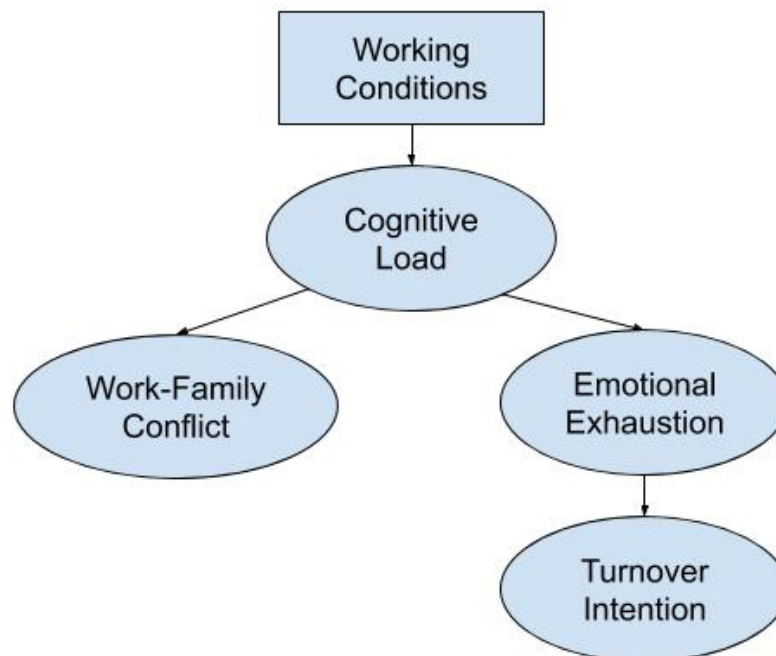 Working
Conditions
Cognitive
Load
Work-Family
Conflict
Emotional
Exhaustion
Turnover
Intention